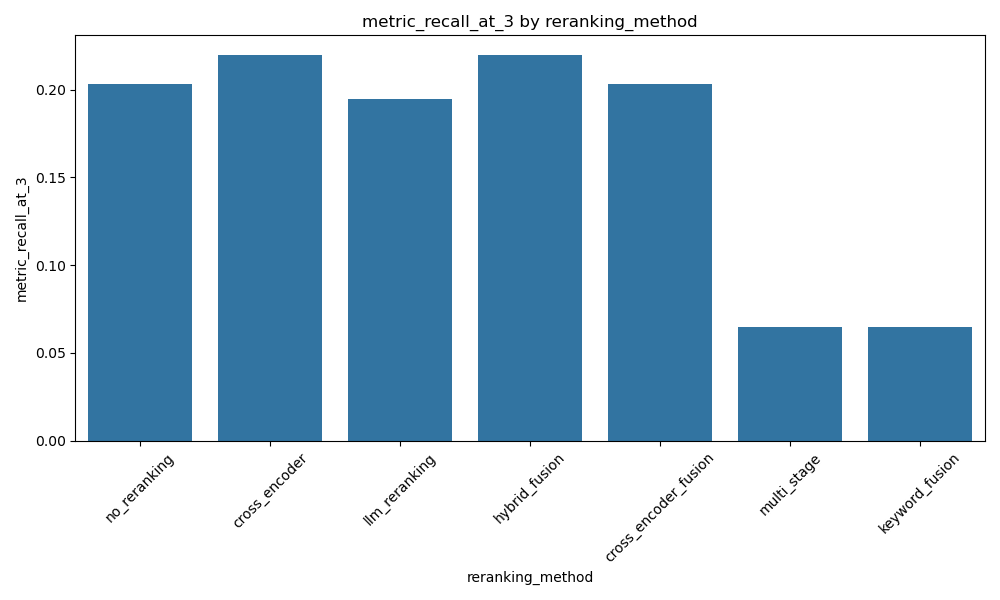 metric_recall_at_3 by reranking_method
metric_recall_at_3
0.20
0.15
0.10
0.05
0.00
no_reranking
cross_encoder
llm_reranking
hybrid_fusion
cross_encoder_fusion
multi_stage
keyword_fusion
reranking_method